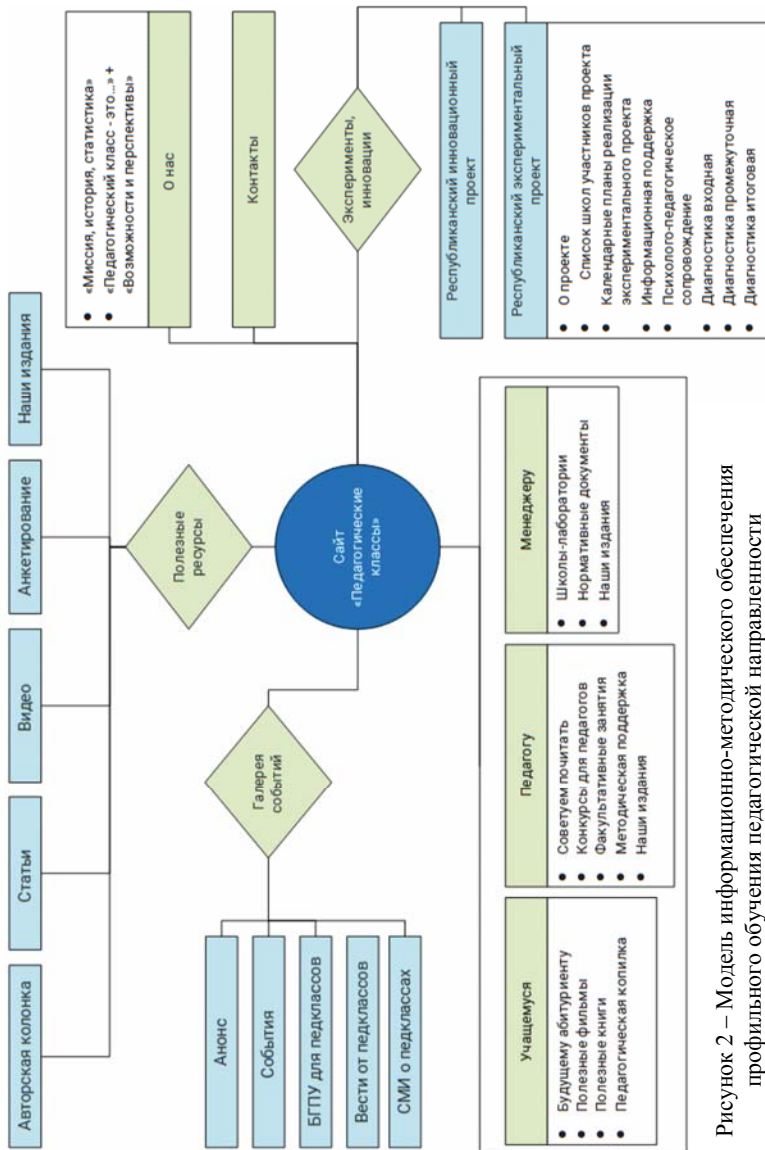 Авторская колонка
Статьи
Видео
Анкетирование
Наши издания
Полезные
ресурсы
Галерея
событий
Анонс
События
БГПУ для педклассов
Вести от педклассов
СМИ о педклассах
Сайт
«Педагогические
классы»
● «Миссия, история, статистика»
● «Педагогический класс - это...» +
«Возможности и перспективы»
О нас
Контакты
Эксперименты,
инновации
Республиканский инновационный
проект
Республиканский экспериментальный
проект
● О проекте
Список школ участников проекта
● Календарные планы реализации
экспериментального проекта
● Информационная поддержка
● Психолого-педагогическое
сопровождение
● Диагностика входная
● Диагностика промежуточная
● Диагностика итоговая
Учащемуся
● Будущему абитуриенту
● Полезные фильмы
● Полезные книги
● Педагогическая копилка
Педагогу
● Советуем почитать
● Конкурсы для педагогов
● Факультативные занятия
● Методическая поддержка
● Наши издания
Менеджеру
● Школы-лаборатории
● Нормативные документы
● Наши издания
Рисунок 2 – Модель информационно-методического обеспечения
профильного обучения педагогической направленности